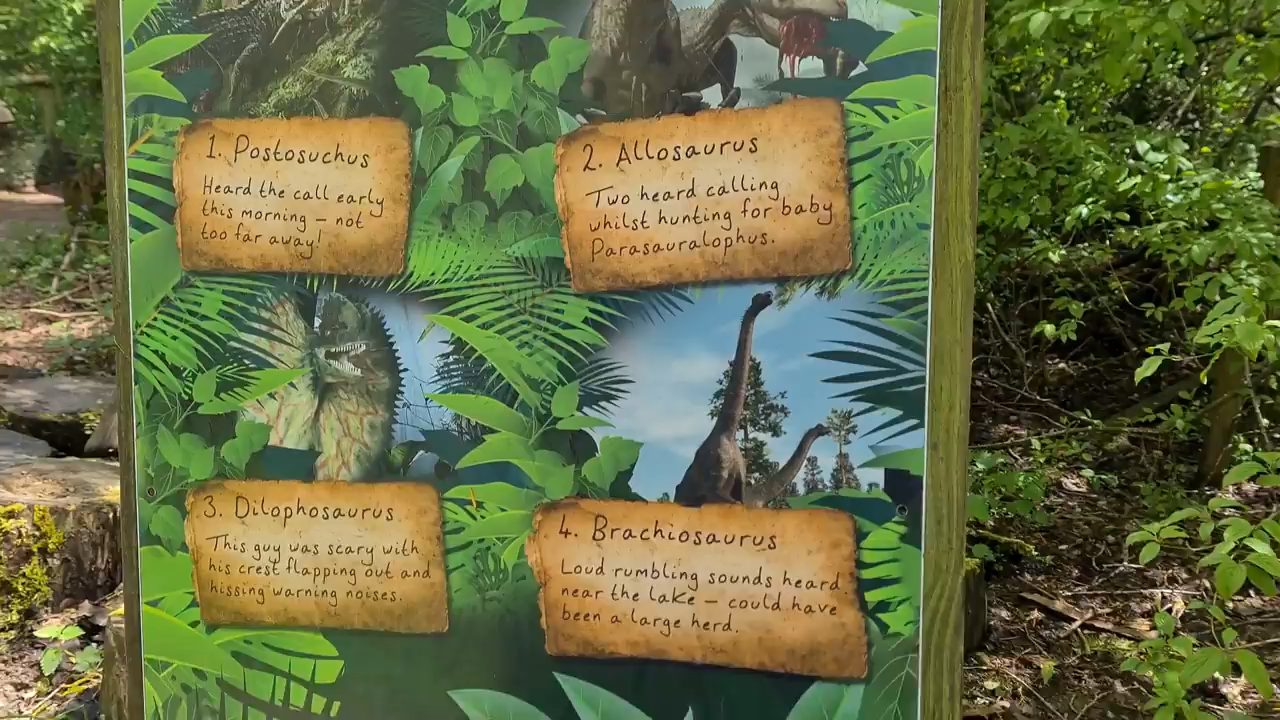 1. Postosuchus
Heard the call early
this morning – not
too far away!
2. Allosaurus
Two heard calling
whilst hunting for baby
Parasauralophus.
3. Dilophosaurus
This guy was scary with
his crest flapping out and
hissing warning noises.
4. Brachiosaurus
Loud rumbling sounds heard
near the lake – could have
been a large herd.